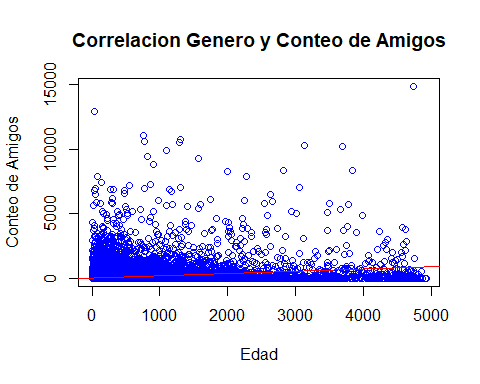 Correlacion Genero y Conteo de Amigos
Conteo de Amigos
15000
10000
5000
0
0 1000 2000 3000 4000 5000
Edad